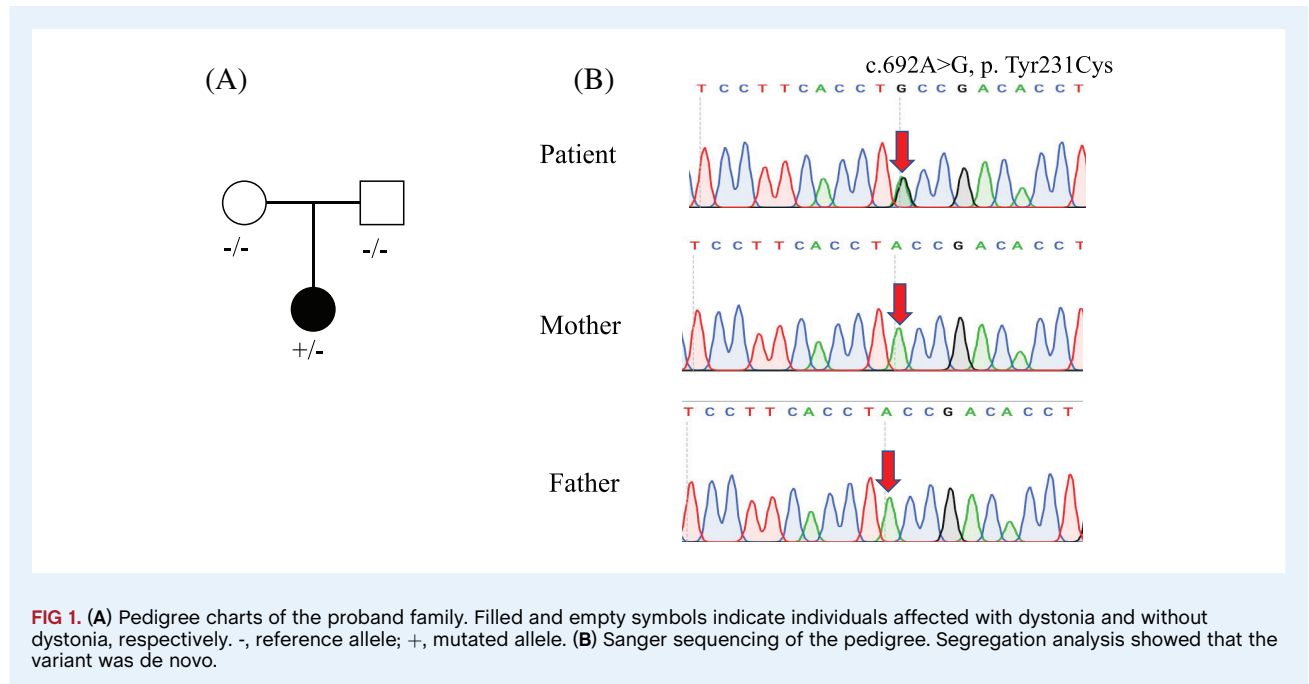 (A)
(B)
c.692A>G, p. Tyr231Cys
T C C T T C A C C T G C C G A C A C C T
Patient
-/-
-/-
T C C T T C A C C T A C C G A C A C C T
Mother
+/-
T C C T T C A C C T A C C G A C A C C T
Father
FIG 1. (A) Pedigree charts of the proband family. Filled and empty symbols indicate individuals affected with dystonia and without
dystonia, respectively. -, reference allele; +, mutated allele. (B) Sanger sequencing of the pedigree. Segregation analysis showed that the
variant was de novo.